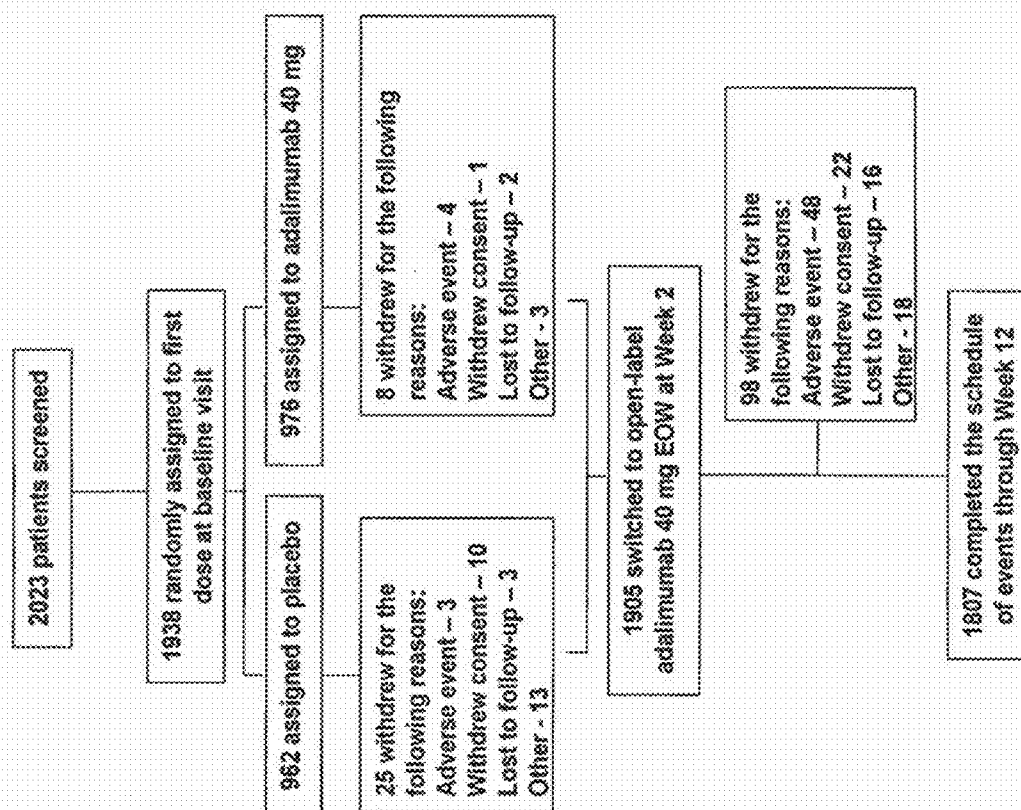 2023 patients screened
1938 randomly assigned to first
dose at baseline visit
962 assigned to placebo
976 assigned to adalimumab 40 mg
25 withdrew for the
following reasons:
Adverse event – 3
Withdrew consent – 10
Lost to follow-up – 3
Other - 13
8 withdrew for the following
reasons:
Adverse event – 4
Withdrew consent – 1
Lost to follow-up – 2
Other - 3
1905 switched to open-label
adalimumab 40 mg EOW at Week 2
98 withdrew for the
following reasons:
Adverse event – 48
Withdrew consent – 22
Lost to follow-up – 16
Other - 18
1807 completed the schedule
of events through Week 12